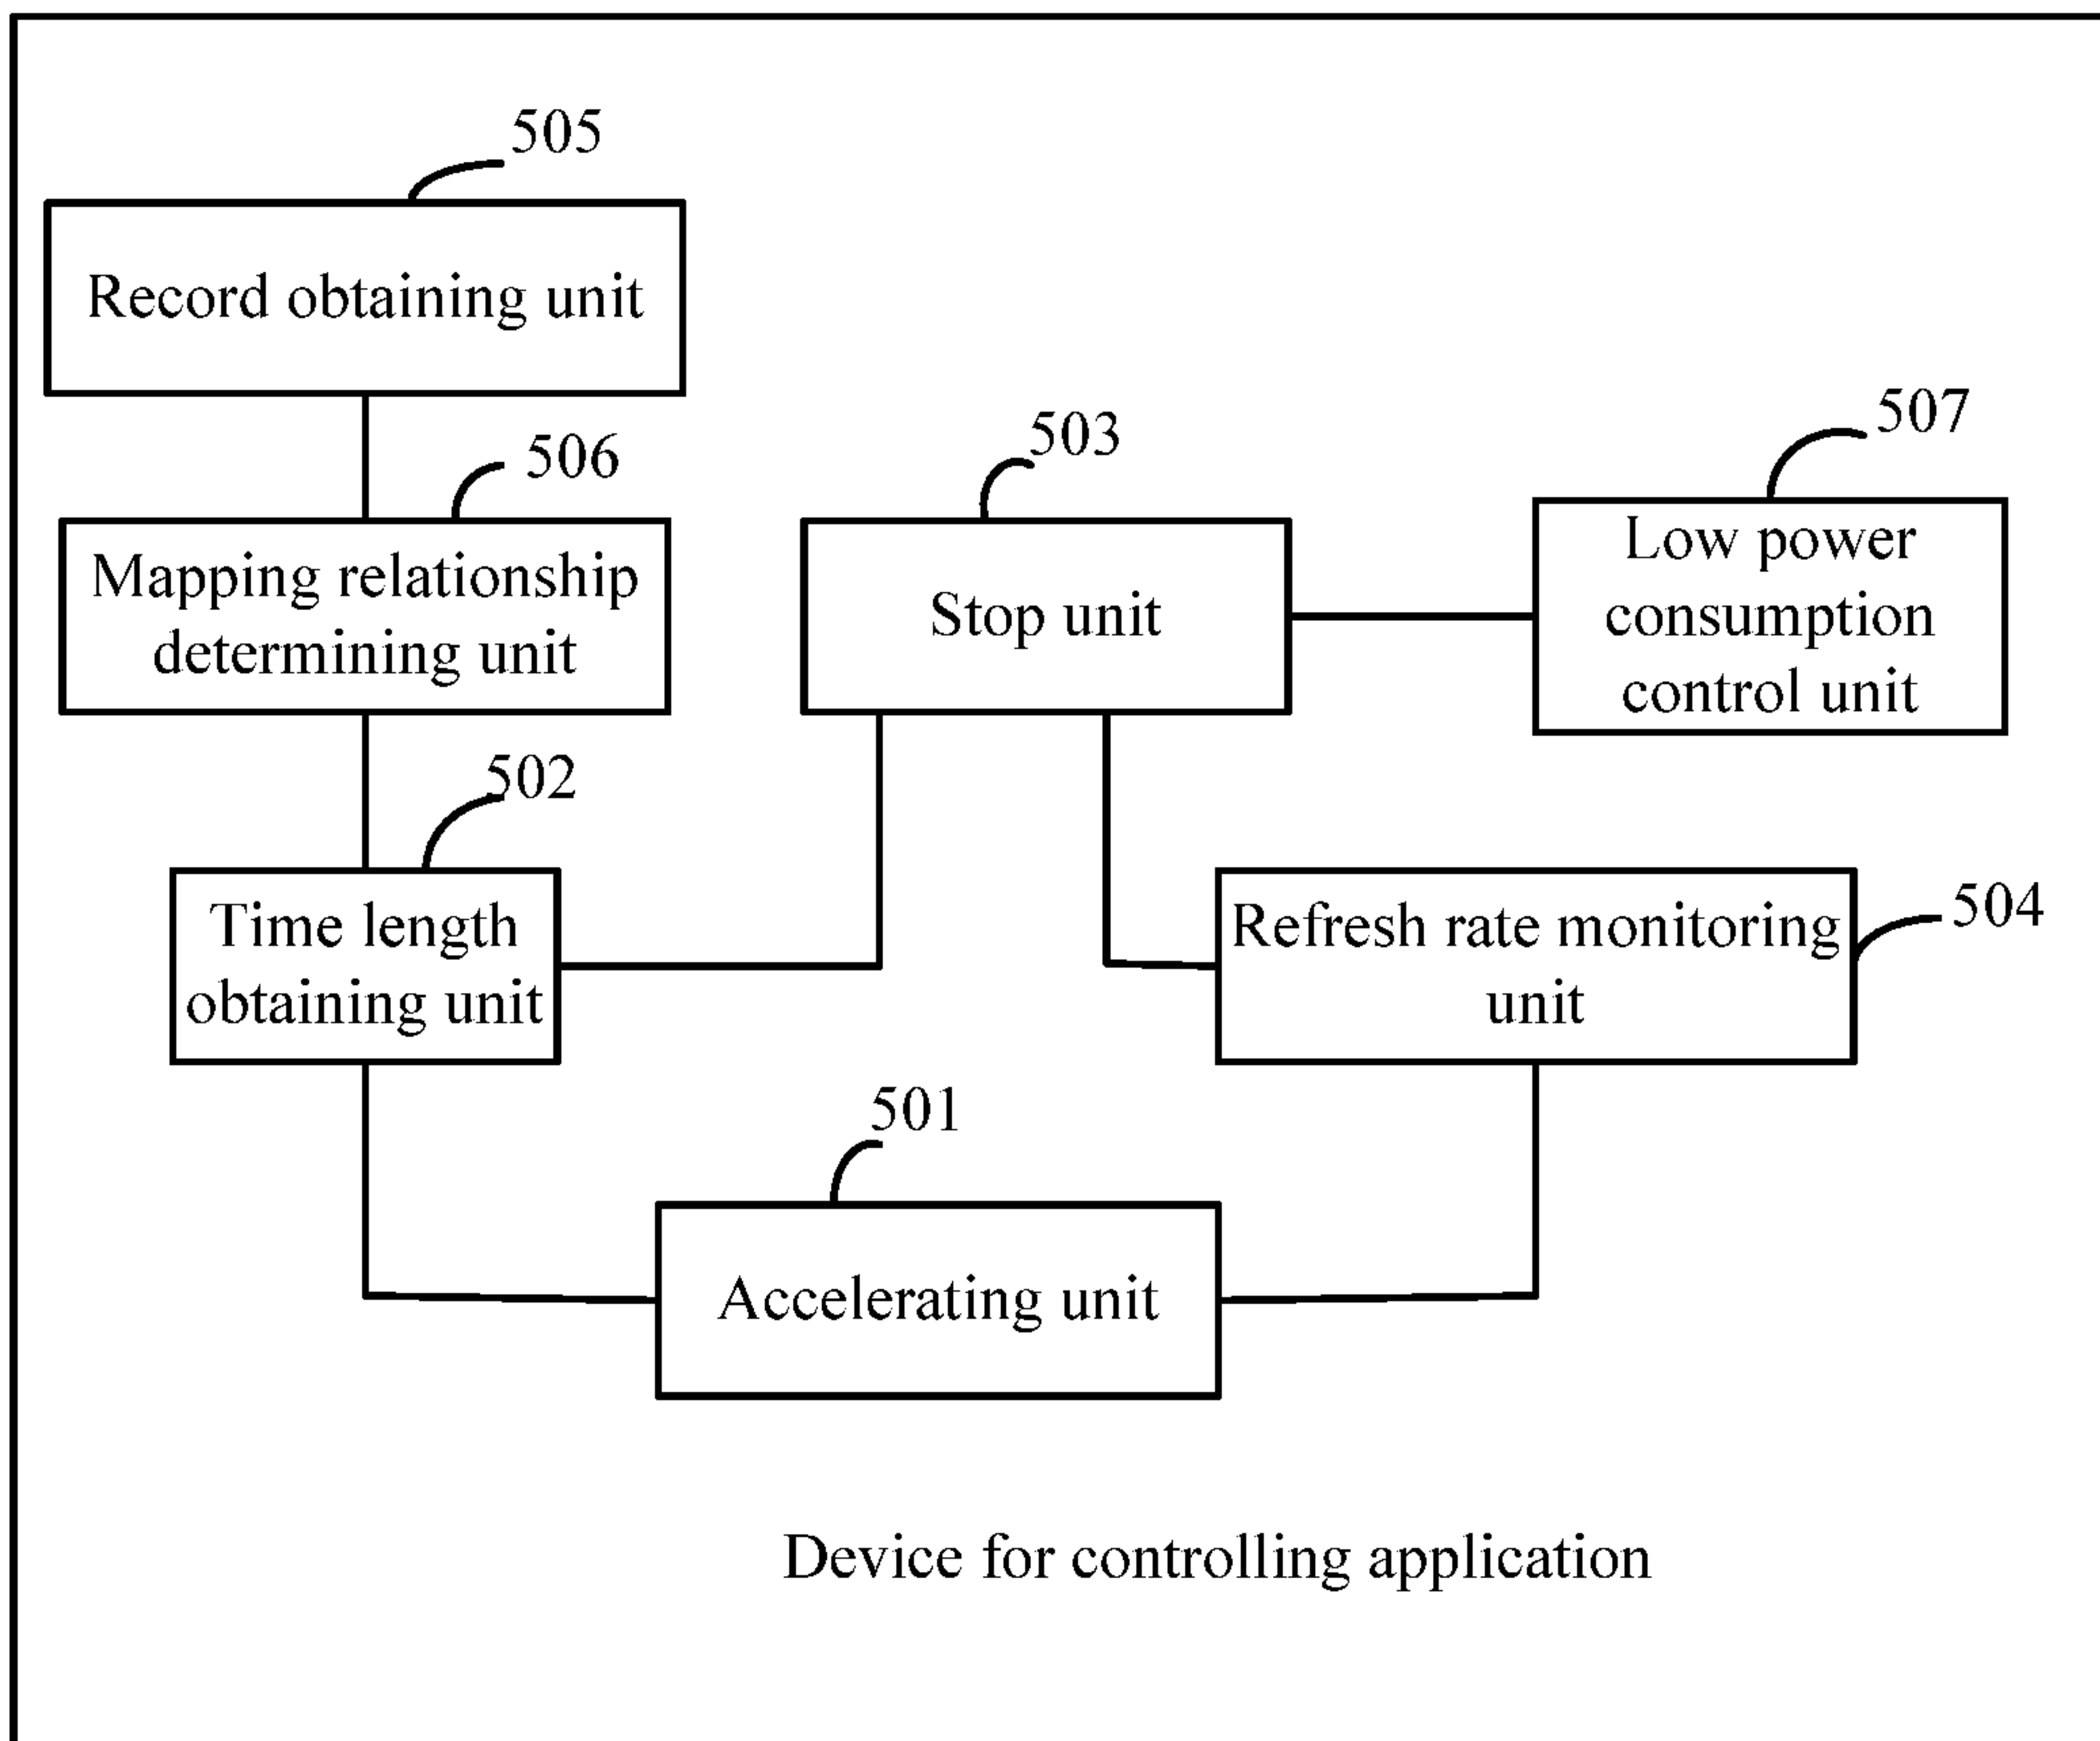 505
Record obtaining unit
506
Mapping relationship
determining unit
503
Stop unit
507
Low power
consumption
control unit
502
Time length
obtaining unit
Refresh rate monitoring
unit
504
501
Accelerating unit
Device for controlling application